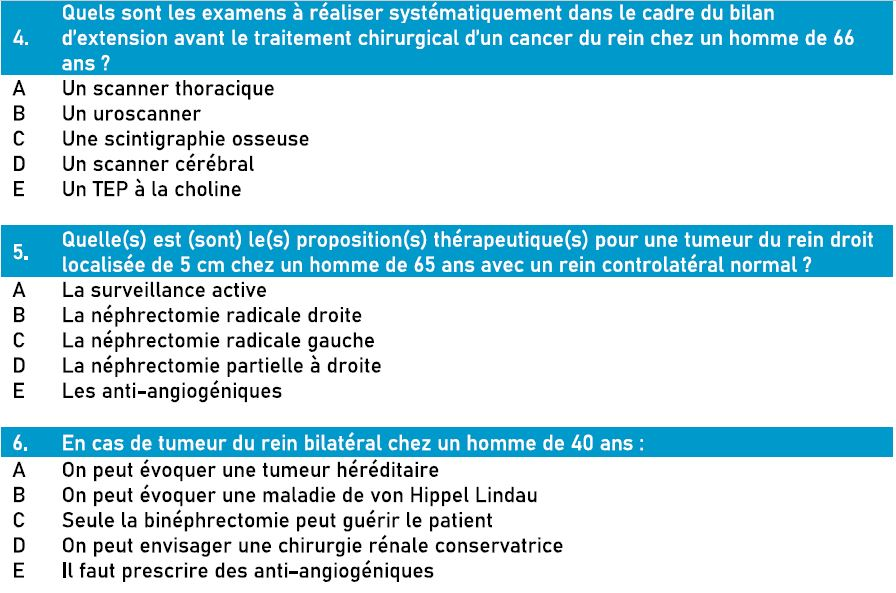 Quels sont les examens à réaliser systématiquement dans le cadre du bilan
4. d'extension avant le traitement chirurgical d'un cancer du rein chez un homme de 66
ans ?
A Un scanner thoracique
B Un uroscanner
C Une scintigraphie osseuse
D Un scanner cérébral
E Un TEP à la choline
5. Quelle(s) est (sont) le(s) proposition(s) thérapeutique(s) pour une tumeur du rein droit
localisée de 5 cm chez un homme de 65 ans avec un rein controlatéral normal ?
A La surveillance active
B La néphrectomie radicale droite
C La néphrectomie radicale gauche
D La néphrectomie partielle à droite
E Les anti-angiogéniques
6. En cas de tumeur du rein bilatéral chez un homme de 40 ans :
A On peut évoquer une tumeur héréditaire
B On peut évoquer une maladie de von Hippel Lindau
C Seule la binéphrectomie peut guérir le patient
D On peut envisager une chirurgie rénale conservatrice
E Il faut prescrire des anti-angiogéniques